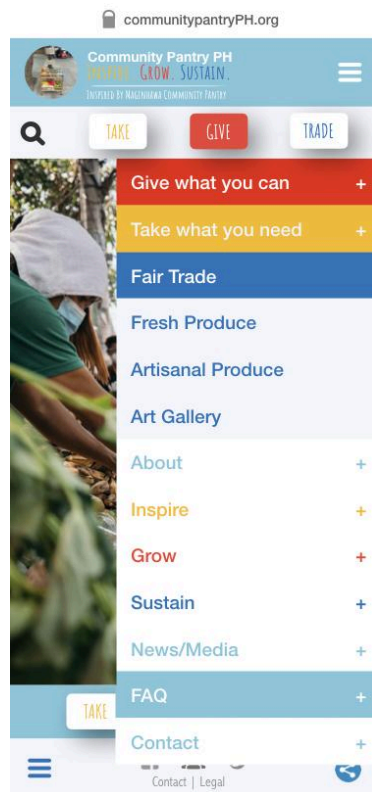 communitypantryPH.org
Community Pantry PH
INSPIRE. GROW. SUSTAIN.
INSPIRED BY MAGINHAWA COMMUNITY PANTRY
TAKE
GIVE
TRADE
Give what you can +
Take what you need +
Fair Trade
Fresh Produce
Artisanal Produce
Art Gallery
About +
Inspire +
Grow +
Sustain +
News/Media +
FAQ +
TAKE
Contact +
Contact | Legal